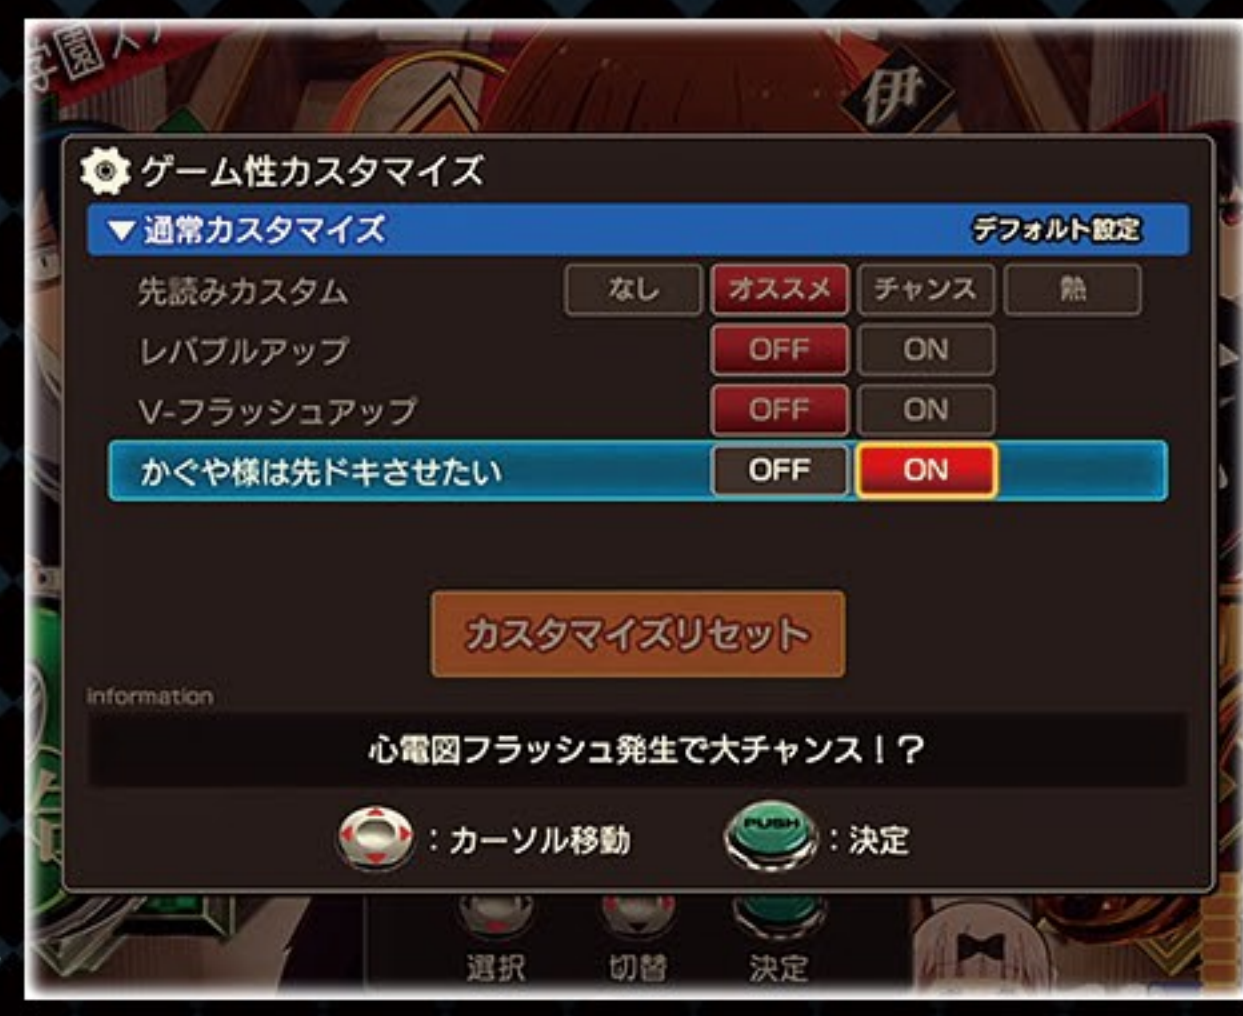 学園
伊
ゲーム性カスタマイズ
▼通常カスタマイズ デフォルト設定
先読みカスタム なし オススメ チャンス 熱
レバブルアップ OFF ON
V-フラッシュアップ OFF ON
かぐや様は先ドキさせたい OFF ON
カスタマイズリセット
information
心電図フラッシュ発生で大チャンス!?
:カーソル移動 PUSH :決定
選択 切替 決定